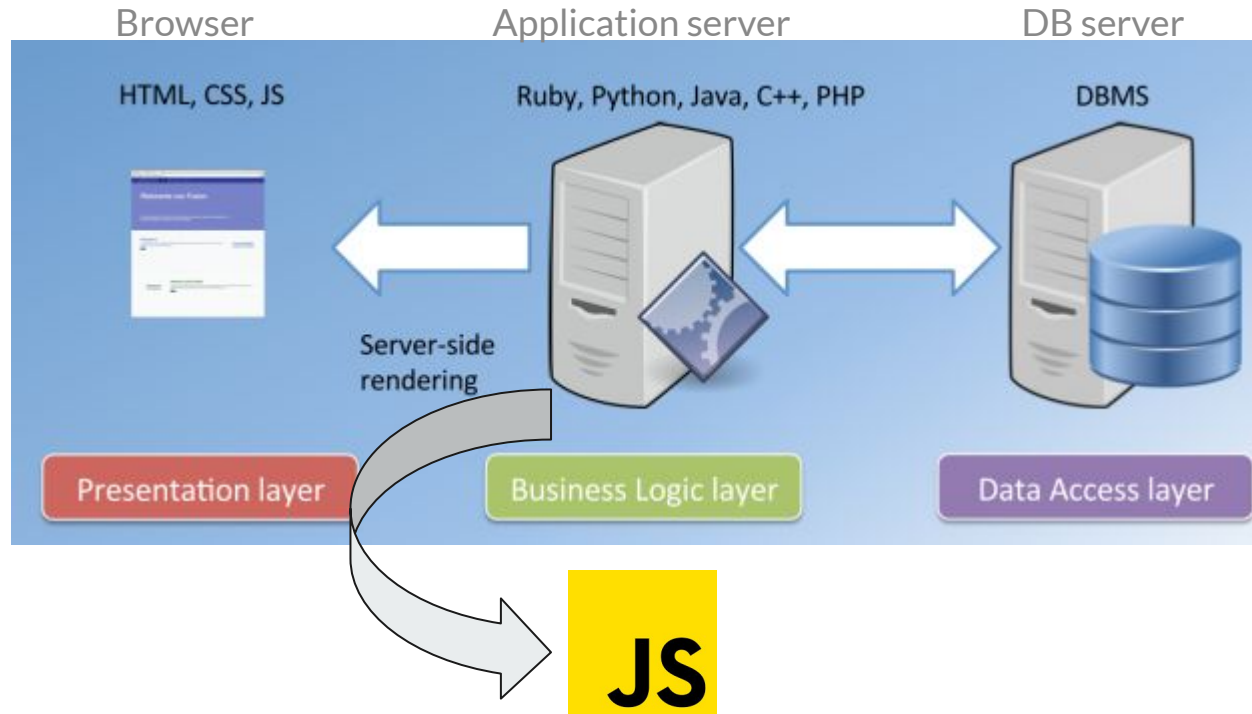 Browser
Application server
DB server
HTML, CSS, JS
Ruby, Python, Java, C++, PHP
DBMS
Server-side
rendering
Presentation layer
Business Logic layer
Data Access layer
JS